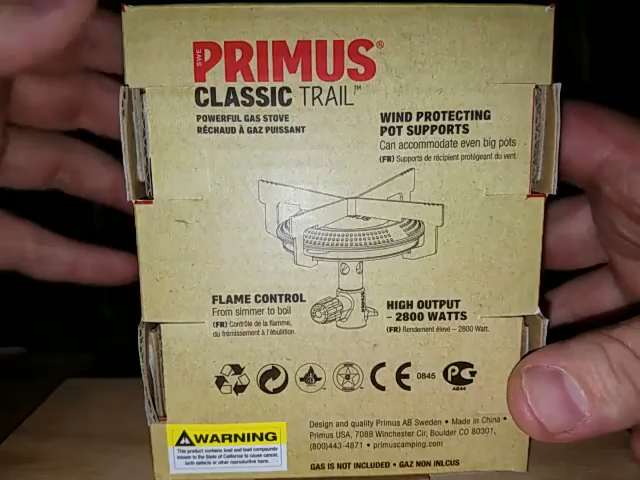 SWE PRIMUS®
CLASSIC TRAIL™
POWERFUL GAS STOVE
RÉCHAUD À GAZ PUISSANT
WIND PROTECTING
POT SUPPORTS
Can accommodate even big pots
(FR) Supports de récipient protégeant du vent.
FLAME CONTROL
From simmer to boil
(FR) Contrôle de la flamme,
du frémissement à l'ébulition.
HIGH OUTPUT
- 2800 WATTS
(FR) Rendement élevé – 2800 Watt.
CE 0845
WARNING
This product contains lead and lead compounds
known to the State of California to cause cancer,
birth defects or other reproductive harm.
Design and quality Primus AB Sweden • Made in China •
Primus USA, 7088 Winchester Cir, Boulder CO 80301,
(800)443-4871 • primuscamping.com
GAS IS NOT INCLUDED • GAZ NON INLCUS